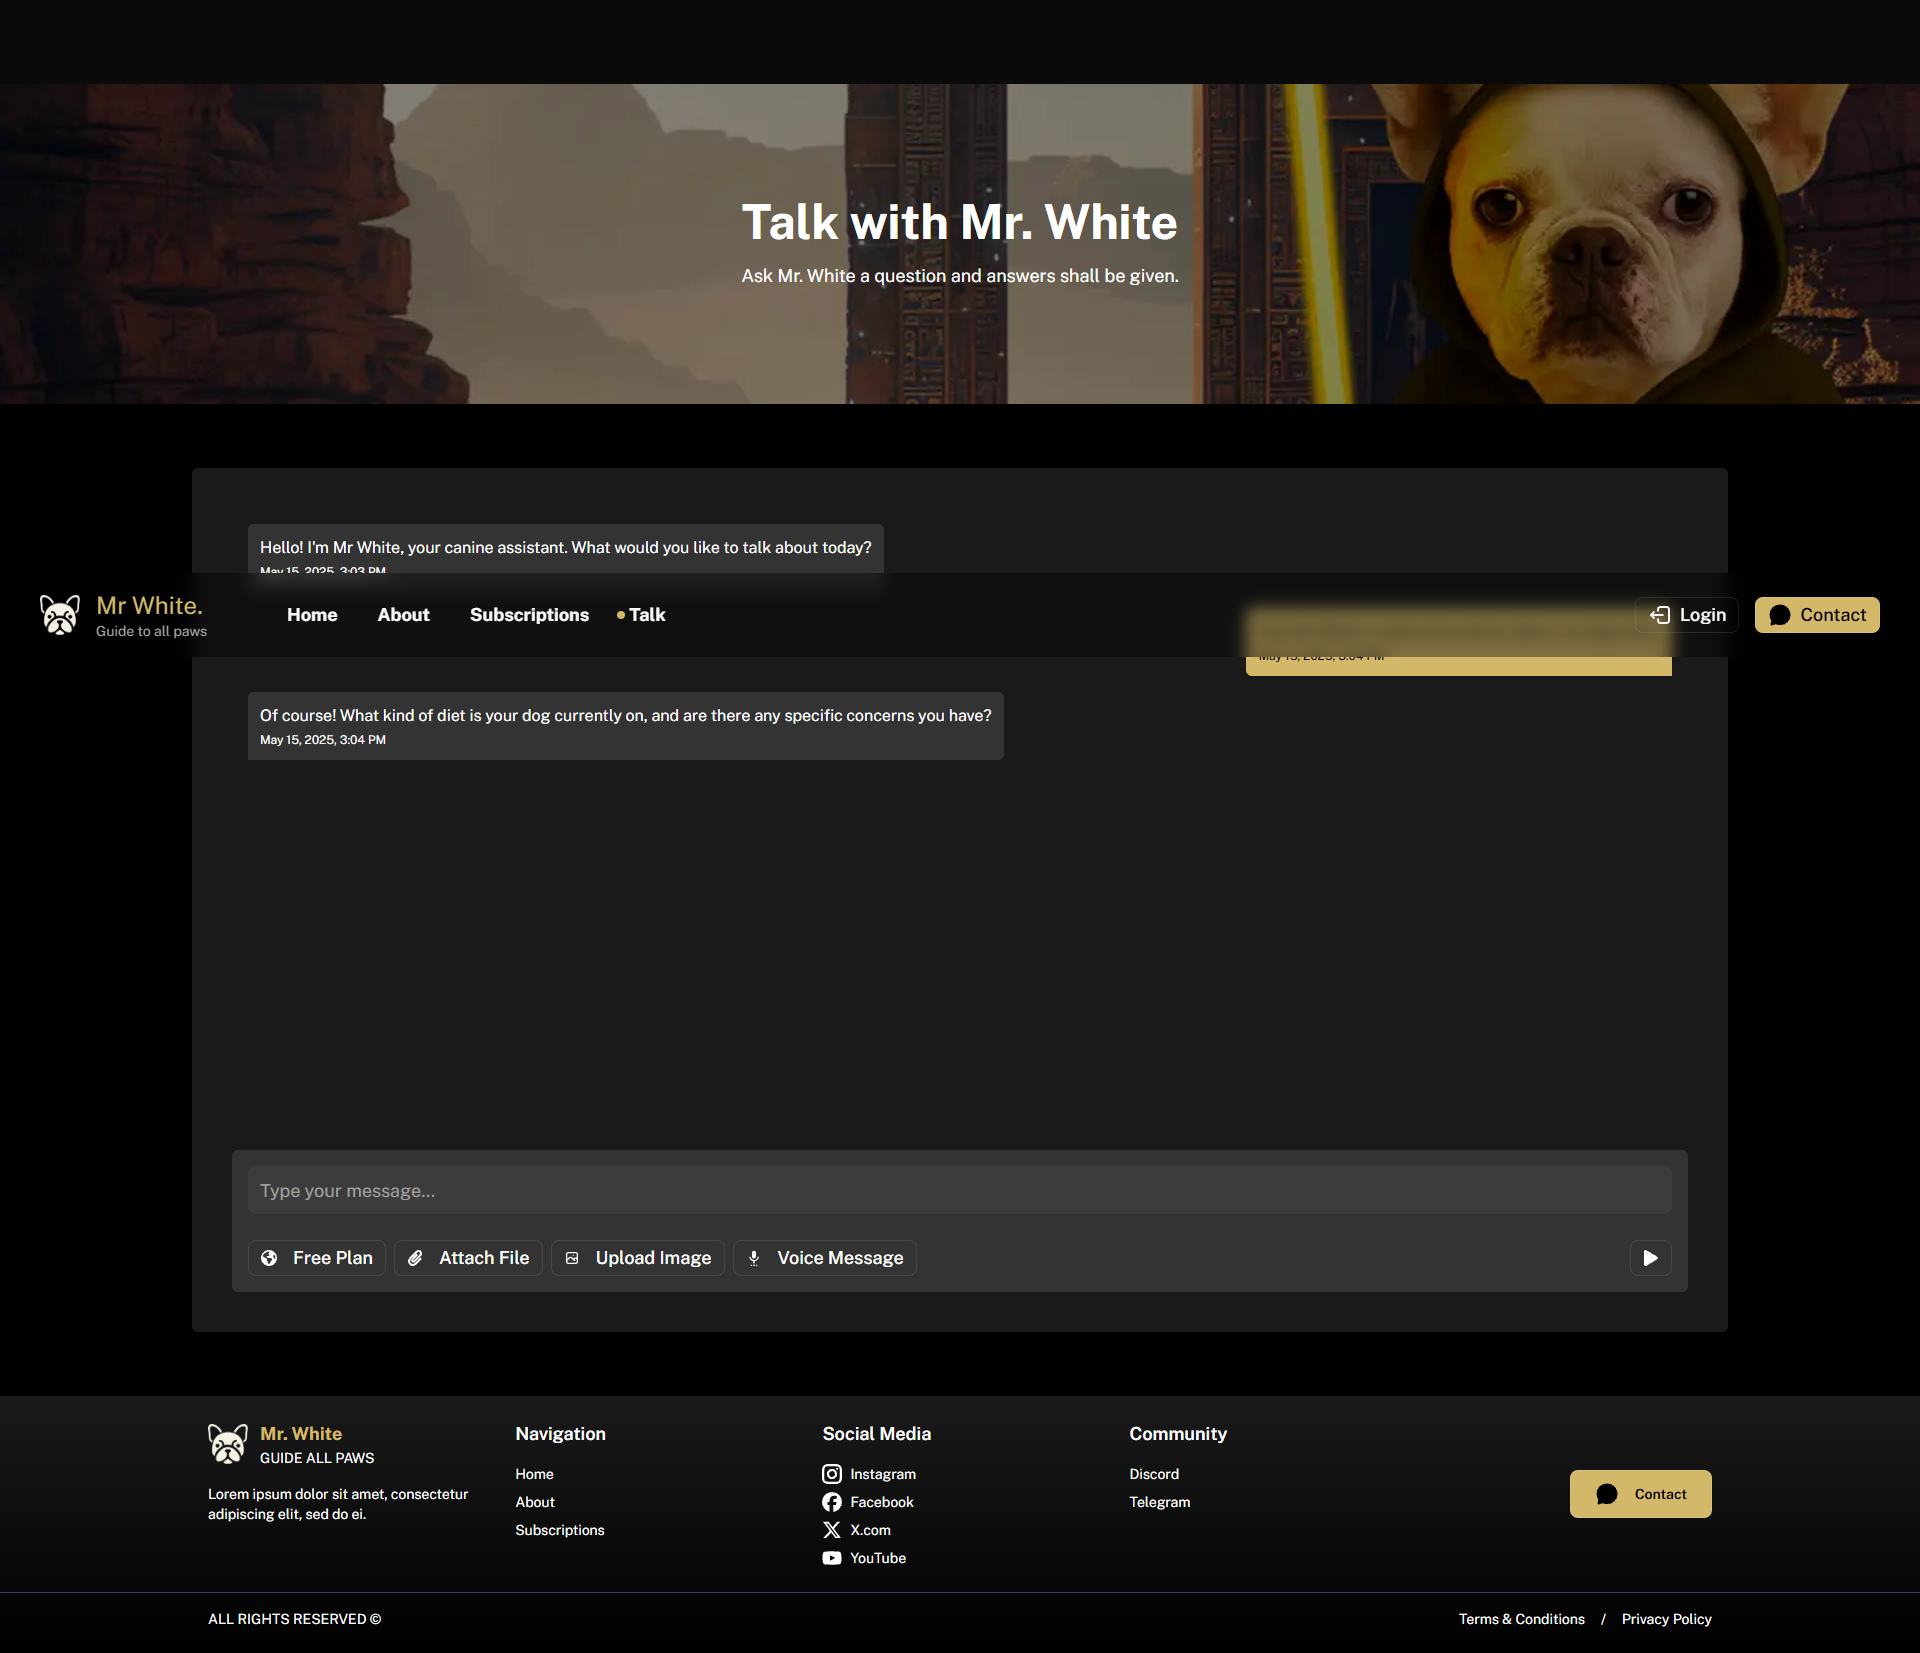 Talk with Mr. White
Ask Mr. White a question and answers shall be given.
Hello! I'm Mr White, your canine assistant. What would you like to talk about today?
May 15, 2025, 3:03 PM
Mr White.
Guide to all paws
Home
About
Subscriptions
Talk
Login
Contact
May 15, 2025, 3:04 PM
Of course! What kind of diet is your dog currently on, and are there any specific concerns you have?
May 15, 2025, 3:04 PM
Type your message...
Free Plan
Attach File
Upload Image
Voice Message
Mr. White
GUIDE ALL PAWS
Lorem ipsum dolor sit amet, consectetur
adipiscing elit, sed do ei.
Navigation
Home
About
Subscriptions
Social Media
Instagram
Facebook
X.com
YouTube
Community
Discord
Telegram
Contact
ALL RIGHTS RESERVED ©
Terms & Conditions / Privacy Policy